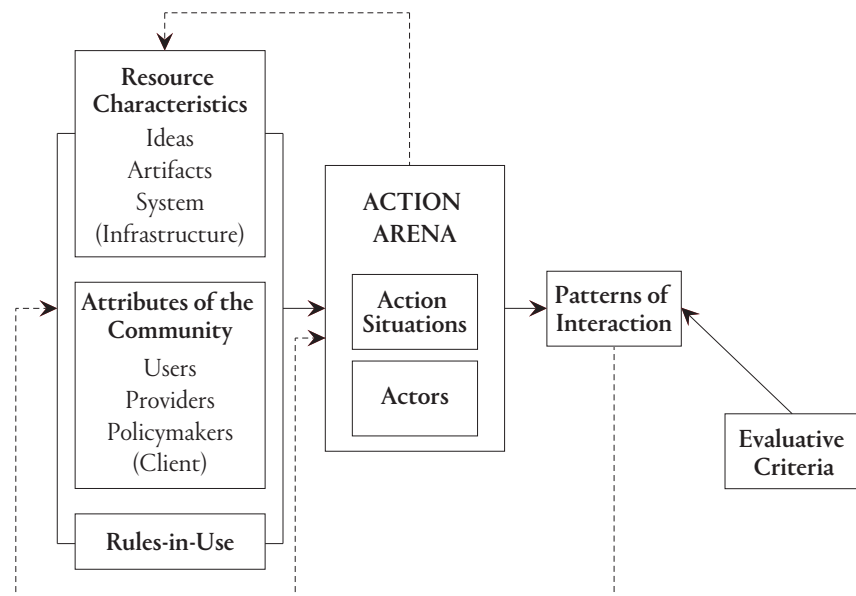 Resource
Characteristics
Ideas
Artifacts
System
(Infrastructure)
Attributes of the
Community
Users
Providers
Policymakers
(Client)
Rules-in-Use
ACTION
ARENA
Action
Situations
Actors
Patterns of
Interaction
Evaluative
Criteria